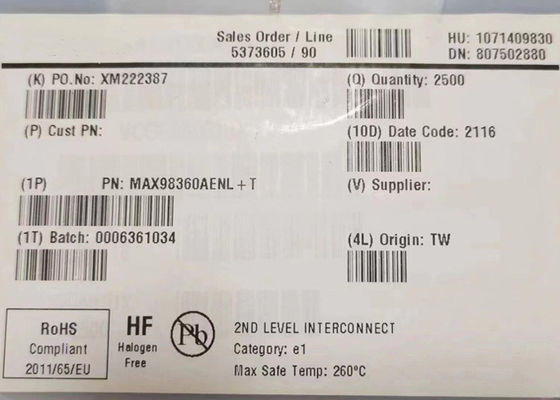 Sales Order / Line
5373605 / 90
HU: 1071409830
DN: 807502880
(K) PO.No: XM222387
(Q) Quantity: 2500
(P) Cust PN:
(10D) Date Code: 2116
(1P) PN: MAX98360AENL+T
(V) Supplier:
(1T) Batch: 0006361034
(4L) Origin: TW
RoHS
Compliant
2011/65/EU
HF
Halogen
Free
Pb
2ND LEVEL INTERCONNECT
Category: e1
Max Safe Temp: 260ºC